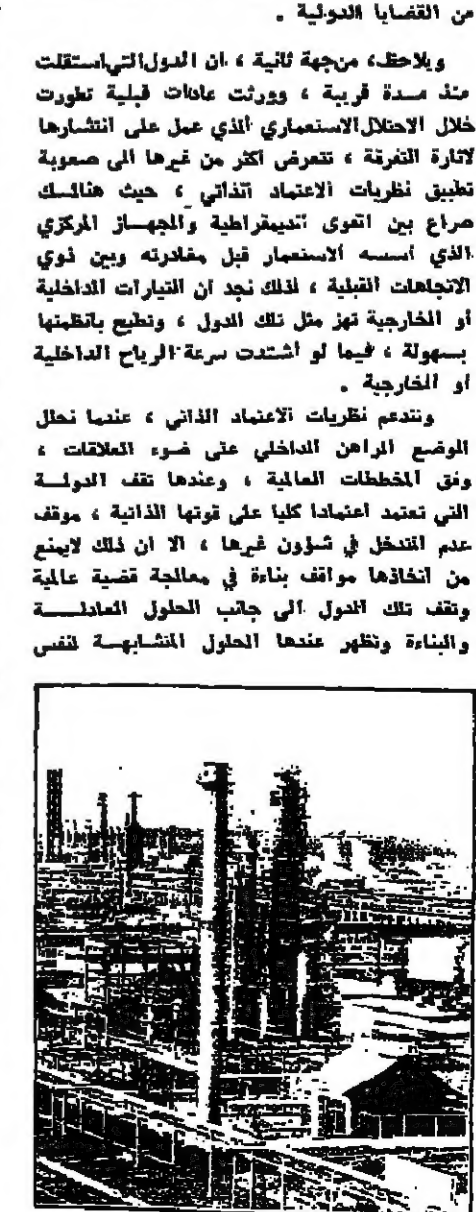 من القضايا الدولية .
ويلاحظ، من جهة ثانية ، ان الدول التي استقلت
منذ مدة قريبة ، وورثت عادات قبلية تطورت
خلال الاحتلال الاستعماري الذي عمل على انتشارها
لاثارة التفرقة ، تتعرض اكثر من غيرها الى صعوبة
تطبيق نظريات الاعتماد الذاتي ، حيث هنالك
صراع بين القوى الديمقراطية والجهاز المركزي
الذي أسسه الاستعمار قبل مغادرته وبين ذوي
الاتجاهات القبلية ، لذلك نجد ان التيارات الداخلية
أو الخارجية تهز مثل تلك الدول ، وتطيح بانظمتها
بسهولة ، فيما لو أشتدت سرعة الرياح الداخلية
أو الخارجية .
وتتدعم نظريات الاعتماد الذاتي ، عندما نحلل
الوضع الراهن الداخلي على ضوء العلاقات ،
وفق المخططات العالمية ، وعندها تقف الدولة
التي تعتمد اعتمادا كليا على قوتها الذاتية ، موقف
عدم التدخل في شؤون غيرها ، الا ان ذلك لايمنع
من اتخاذها مواقف بناءة في معالجة قضية عالمية
وتقف تلك الدول الى جانب الحلول العادلة
والبناءة وتظهر عندها الحلول المتشابهة لنفس